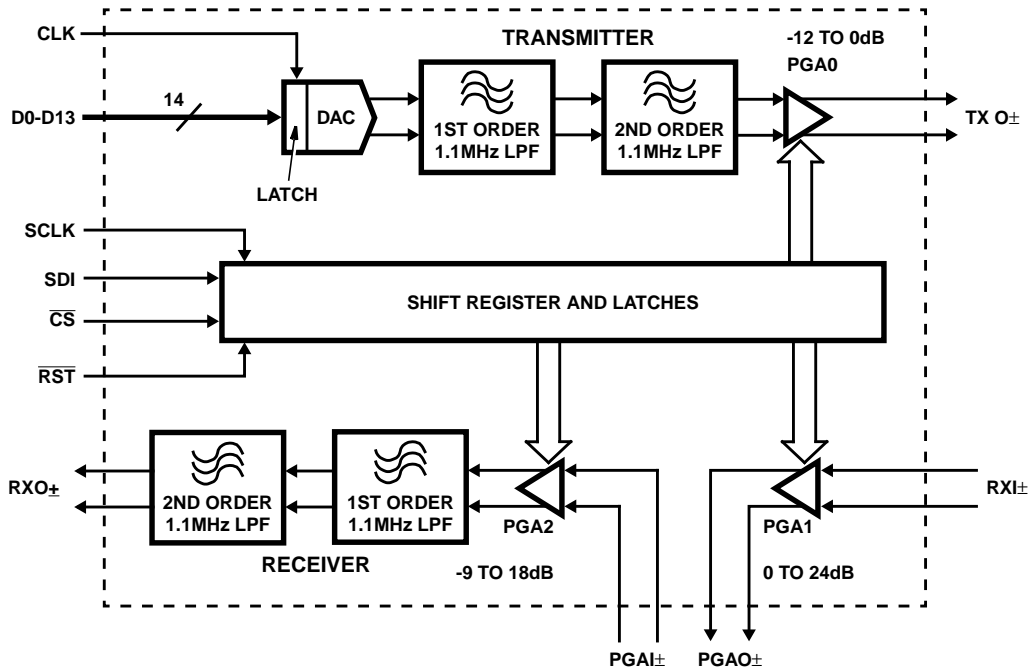 CLK
TRANSMITTER
-12 TO 0dB
PGA0
D0-D13
14
DAC
1ST ORDER
1.1MHz LPF
2ND ORDER
1.1MHz LPF
TX O±
LATCH
SCLK
SDI
C̅S̅
R̅S̅T̅
SHIFT REGISTER AND LATCHES
RXO±
2ND ORDER
1.1MHz LPF
1ST ORDER
1.1MHz LPF
PGA2
PGA1
RXI±
RECEIVER
-9 TO 18dB
0 TO 24dB
PGAI±
PGAO±